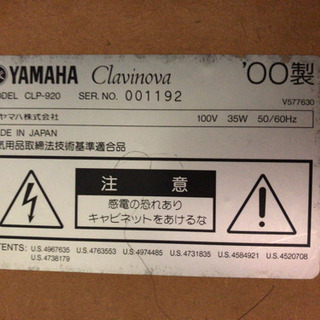 YAMAHA Clavinova '00製
MODEL CLP-920 SER. NO. 001192
V577630
ヤマハ株式会社 100V 35W 50/60Hz
MADE IN JAPAN
電気用品取締法技術基準適合品
注 意
感電の恐れあり
キャビネットをあけるな
PATENTS: U.S.4967635 U.S.4763553 U.S.4974485 U.S.4731835 U.S.4584921 U.S.4520708
U.S.4738179